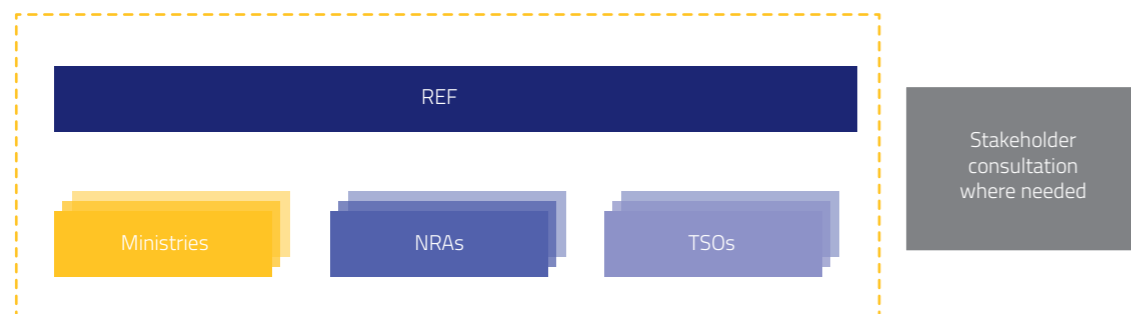 REF
Stakeholder
consultation
where needed
Ministries
NRAs
TSOs